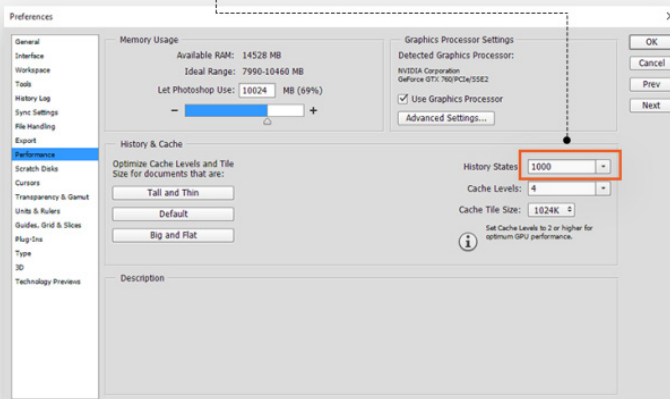 Preferences
General
Interface
Workspace
Tools
History Log
Sync Settings
File Handling
Export
Performance
Scratch Disks
Cursors
Transparency & Gamut
Units & Rulers
Guides, Grid & Slices
Plug-Ins
Type
3D
Technology Previews
Memory Usage
Available RAM: 14528 MB
Ideal Range: 7990-10460 MB
Let Photoshop Use: 10024 MB (69%)
- +
Graphics Processor Settings
Detected Graphics Processor:
NVIDIA Corporation
GeForce GTX 760/PCIe/SSE2
Use Graphics Processor
Advanced Settings...
History & Cache
Optimize Cache Levels and Tile
Size for documents that are:
Tall and Thin
Default
Big and Flat
History States: 1000
Cache Levels: 4
Cache Tile Size: 1024K
Set Cache Levels to 2 or higher for
optimum GPU performance.
Description
OK
Cancel
Prev
Next